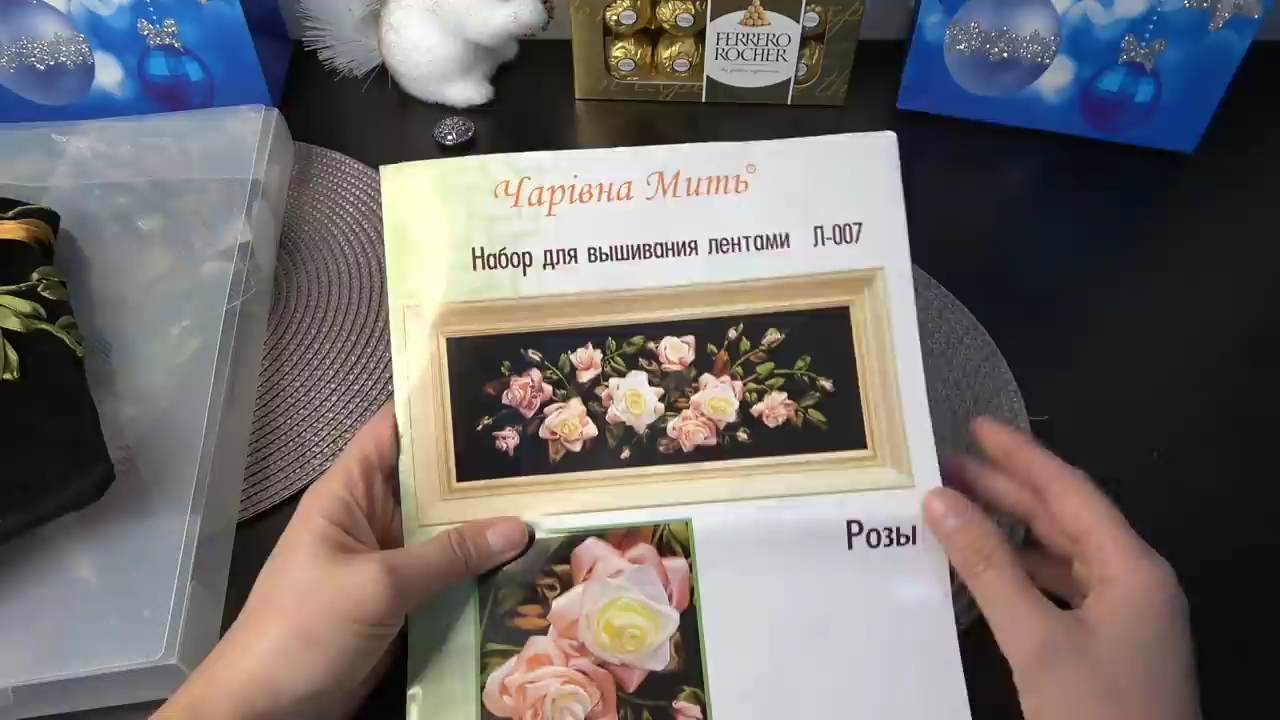 FERRERO
ROCHER
Чарівна Мить®
Набор для вышивания лентами Л-007
Розы